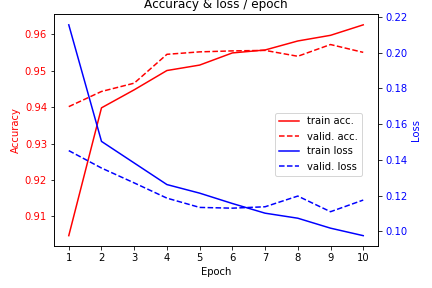 Accuracy & loss / epoch
0.96
0.95
0.94
0.93
0.92
0.91
Accuracy
0.22
0.20
0.18
0.16
0.14
0.12
0.10
Loss
train acc.
valid. acc.
train loss
valid. loss
1 2 3 4 5 6 7 8 9 10
Epoch